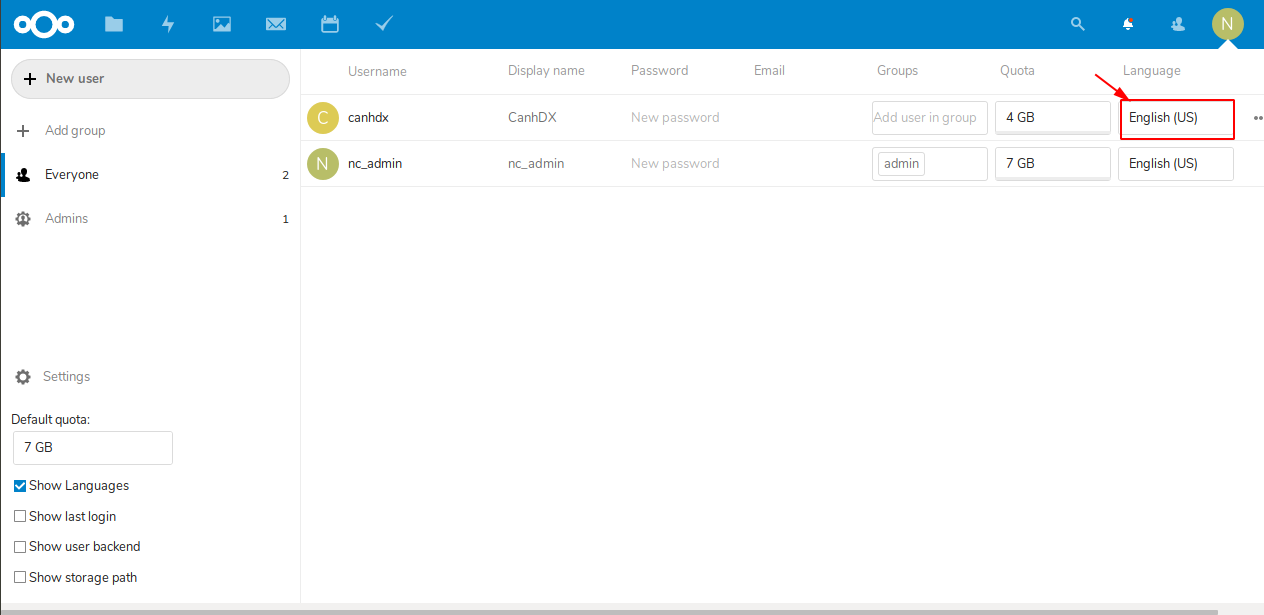 N
New user
Username Display name Password Email Groups Quota Language
Add group
C canhdx CanhDX New password Add user in group 4 GB English (US)
N nc_admin nc_admin New password admin 7 GB English (US)
Everyone 2
Admins 1
Settings
Default quota:
7 GB
Show Languages
Show last login
Show user backend
Show storage path